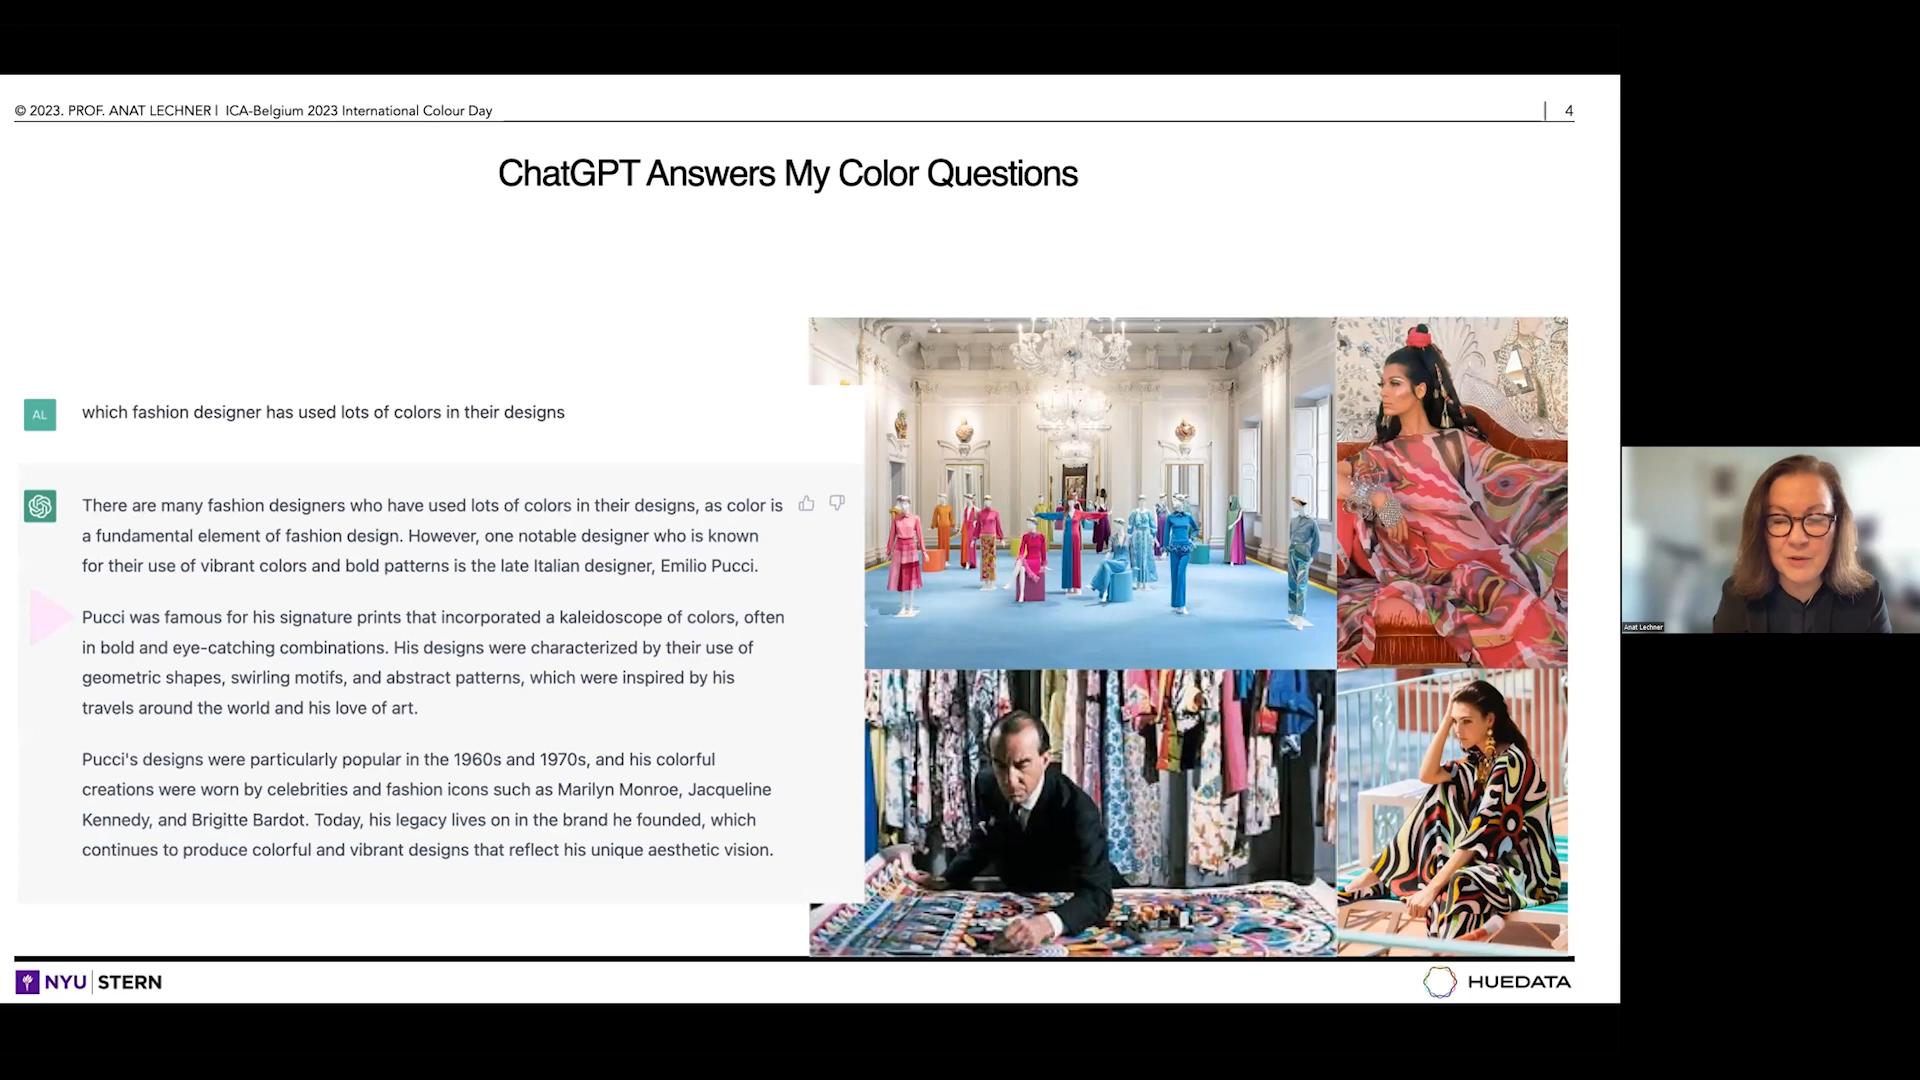 © 2023. PROF. ANAT LECHNER | ICA-Belgium 2023 International Colour Day
| 4
ChatGPT Answers My Color Questions
AL
which fashion designer has used lots of colors in their designs
There are many fashion designers who have used lots of colors in their designs, as color is
a fundamental element of fashion design. However, one notable designer who is known
for their use of vibrant colors and bold patterns is the late Italian designer, Emilio Pucci.
Pucci was famous for his signature prints that incorporated a kaleidoscope of colors, often
in bold and eye-catching combinations. His designs were characterized by their use of
geometric shapes, swirling motifs, and abstract patterns, which were inspired by his
travels around the world and his love of art.
Pucci's designs were particularly popular in the 1960s and 1970s, and his colorful
creations were worn by celebrities and fashion icons such as Marilyn Monroe, Jacqueline
Kennedy, and Brigitte Bardot. Today, his legacy lives on in the brand he founded, which
continues to produce colorful and vibrant designs that reflect his unique aesthetic vision.
NYU | STERN
HUEDATA
Anat Lechner